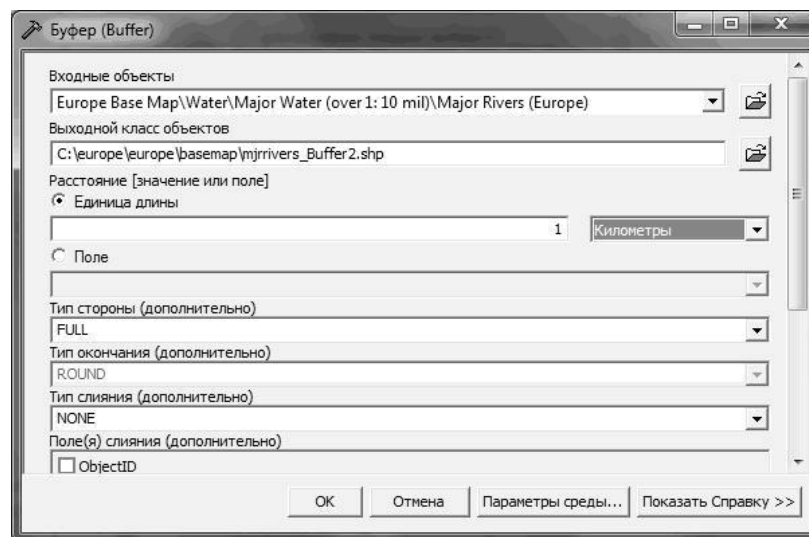 Буфер (Buffer)
Входные объекты
Europe Base Map\Water\Major Water (over 1: 10 mil)\Major Rivers (Europe)
Выходной класс объектов
C:\europe\europe\basemap\mjrrivers_Buffer2.shp
Расстояние [значение или поле]
Единица длины
1 Километры
Поле
Тип стороны (дополнительно)
FULL
Тип окончания (дополнительно)
ROUND
Тип слияния (дополнительно)
NONE
Поле(я) слияния (дополнительно)
ObjectID
OK Отмена Параметры среды... Показать Справку >>